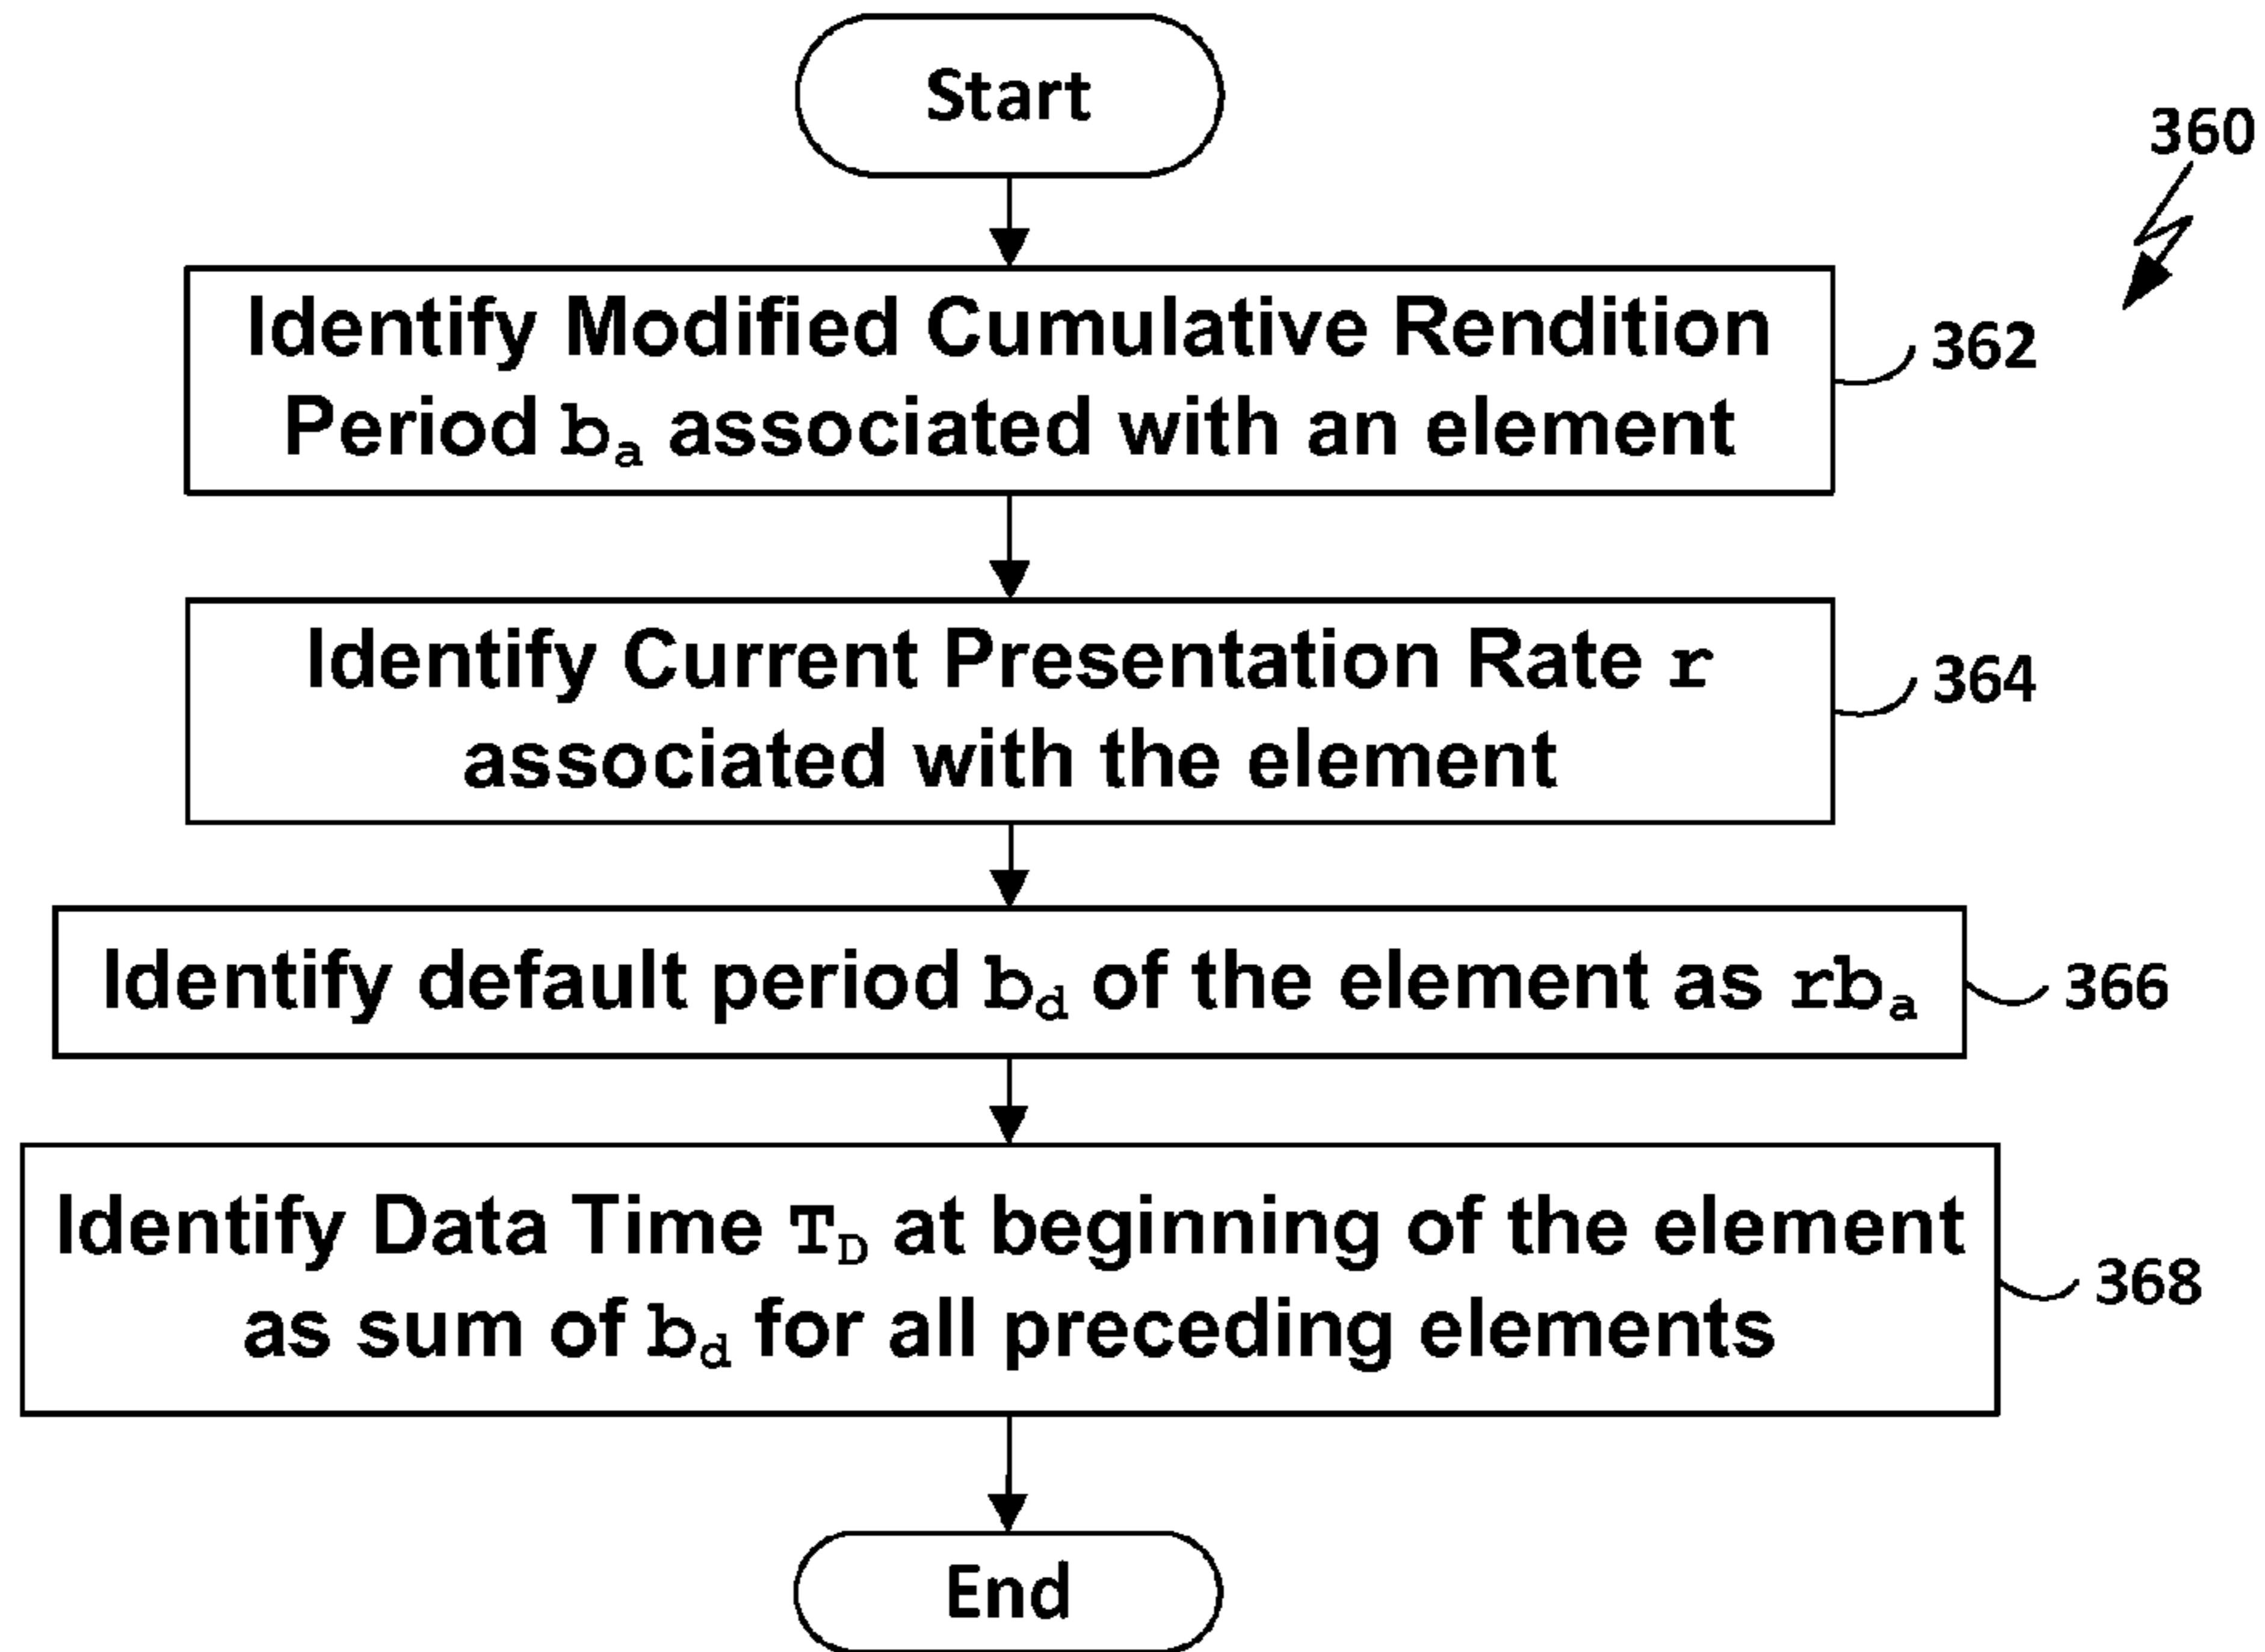 Start
360
Identify Modified Cumulative Rendition
Period bₐ associated with an element
362
Identify Current Presentation Rate r
associated with the element
364
Identify default period b_d of the element as rbₐ
366
Identify Data Time T_D at beginning of the element
as sum of b_d for all preceding elements
368
End